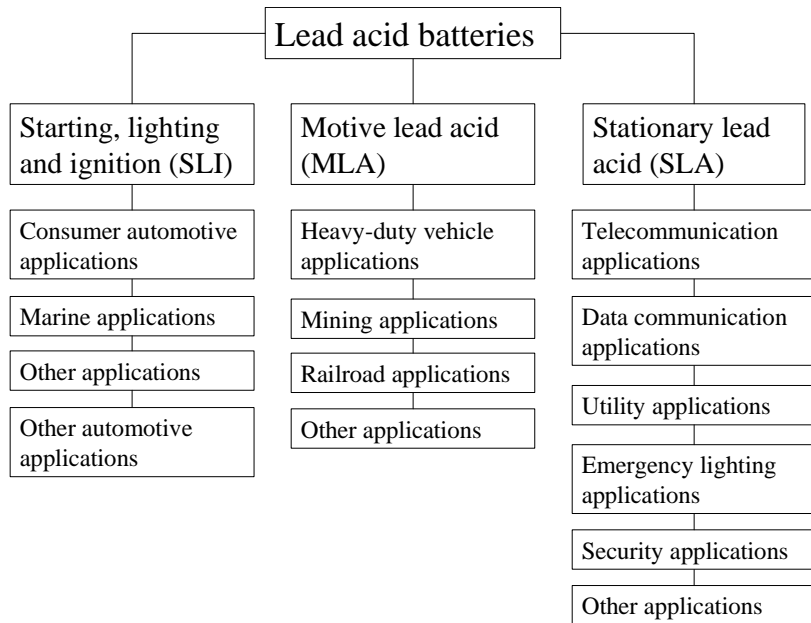 Lead acid batteries
Starting, lighting
and ignition (SLI)
Consumer automotive
applications
Marine applications
Other applications
Other automotive
applications
Motive lead acid
(MLA)
Heavy-duty vehicle
applications
Mining applications
Railroad applications
Other applications
Stationary lead
acid (SLA)
Telecommunication
applications
Data communication
applications
Utility applications
Emergency lighting
applications
Security applications
Other applications